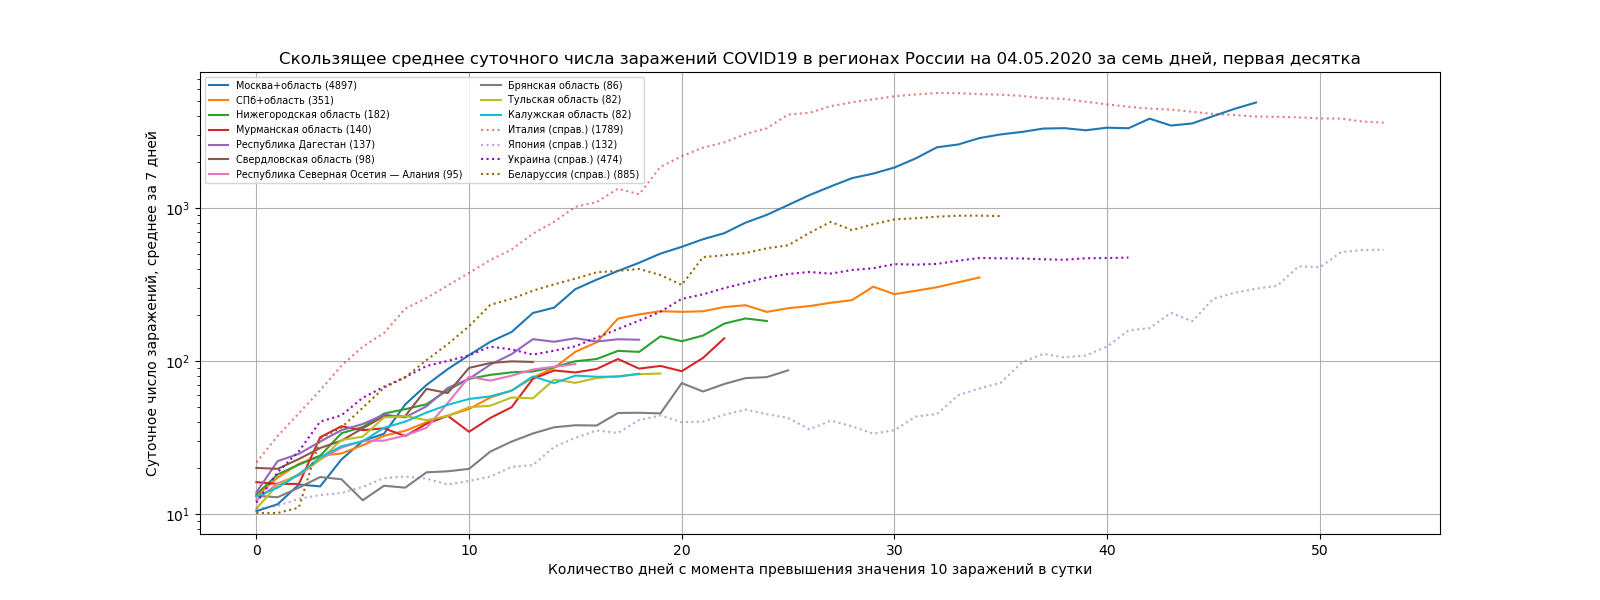 Скользящее среднее суточного числа заражений COVID19 в регионах России на 04.05.2020 за семь дней, первая десятка
Суточное число заражений, среднее за 7 дней
Москва+область (4897)
СПб+область (351)
Нижегородская область (182)
Мурманская область (140)
Республика Дагестан (137)
Свердловская область (98)
Республика Северная Осетия — Алания (95)
Брянская область (86)
Тульская область (82)
Калужская область (82)
Италия (справ.) (1789)
Япония (справ.) (132)
Украина (справ.) (474)
Беларуссия (справ.) (885)
10³
10²
10¹
0 10 20 30 40 50
Количество дней с момента превышения значения 10 заражений в сутки